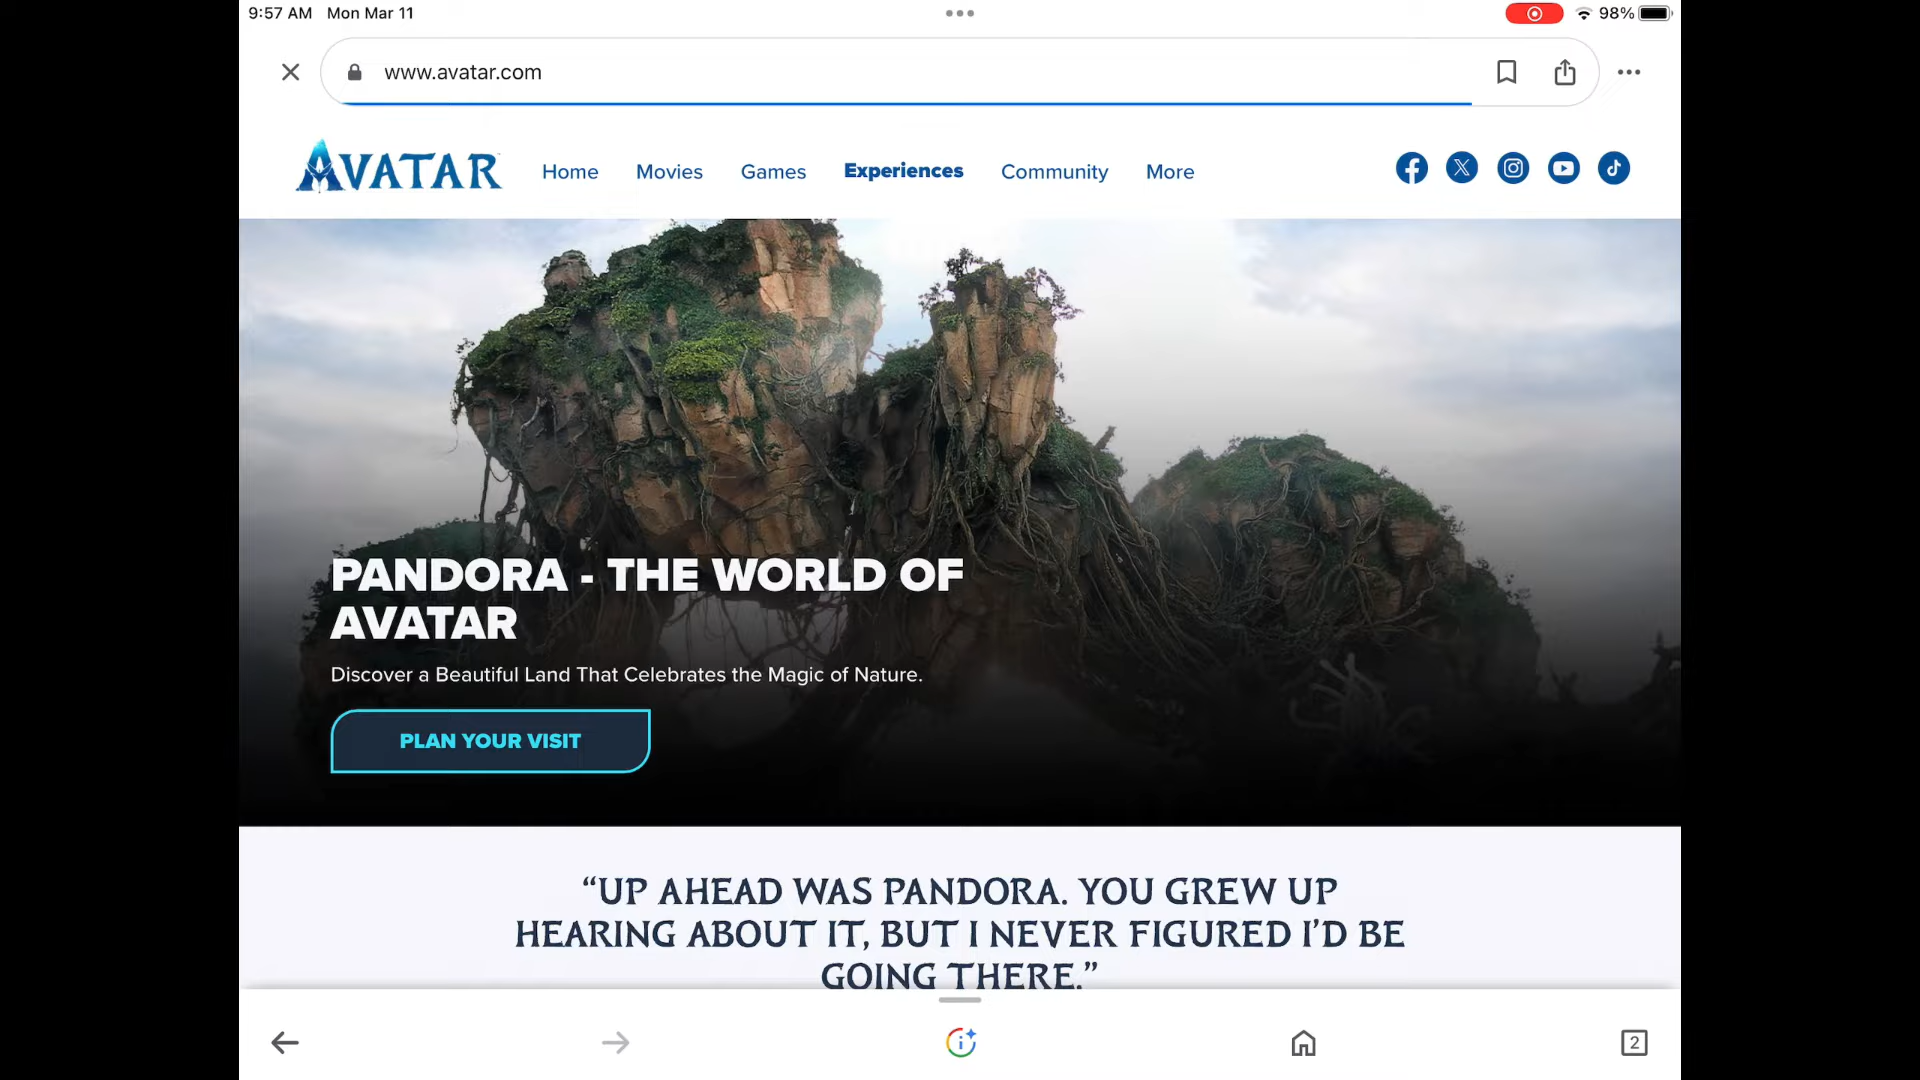 9:57 AM Mon Mar 11
98%
www.avatar.com
AVATAR Home Movies Games Experiences Community More
PANDORA - THE WORLD OF
AVATAR
Discover a Beautiful Land That Celebrates the Magic of Nature.
PLAN YOUR VISIT
“UP AHEAD WAS PANDORA. YOU GREW UP
HEARING ABOUT IT, BUT I NEVER FIGURED I’D BE
GOING THERE.”
2